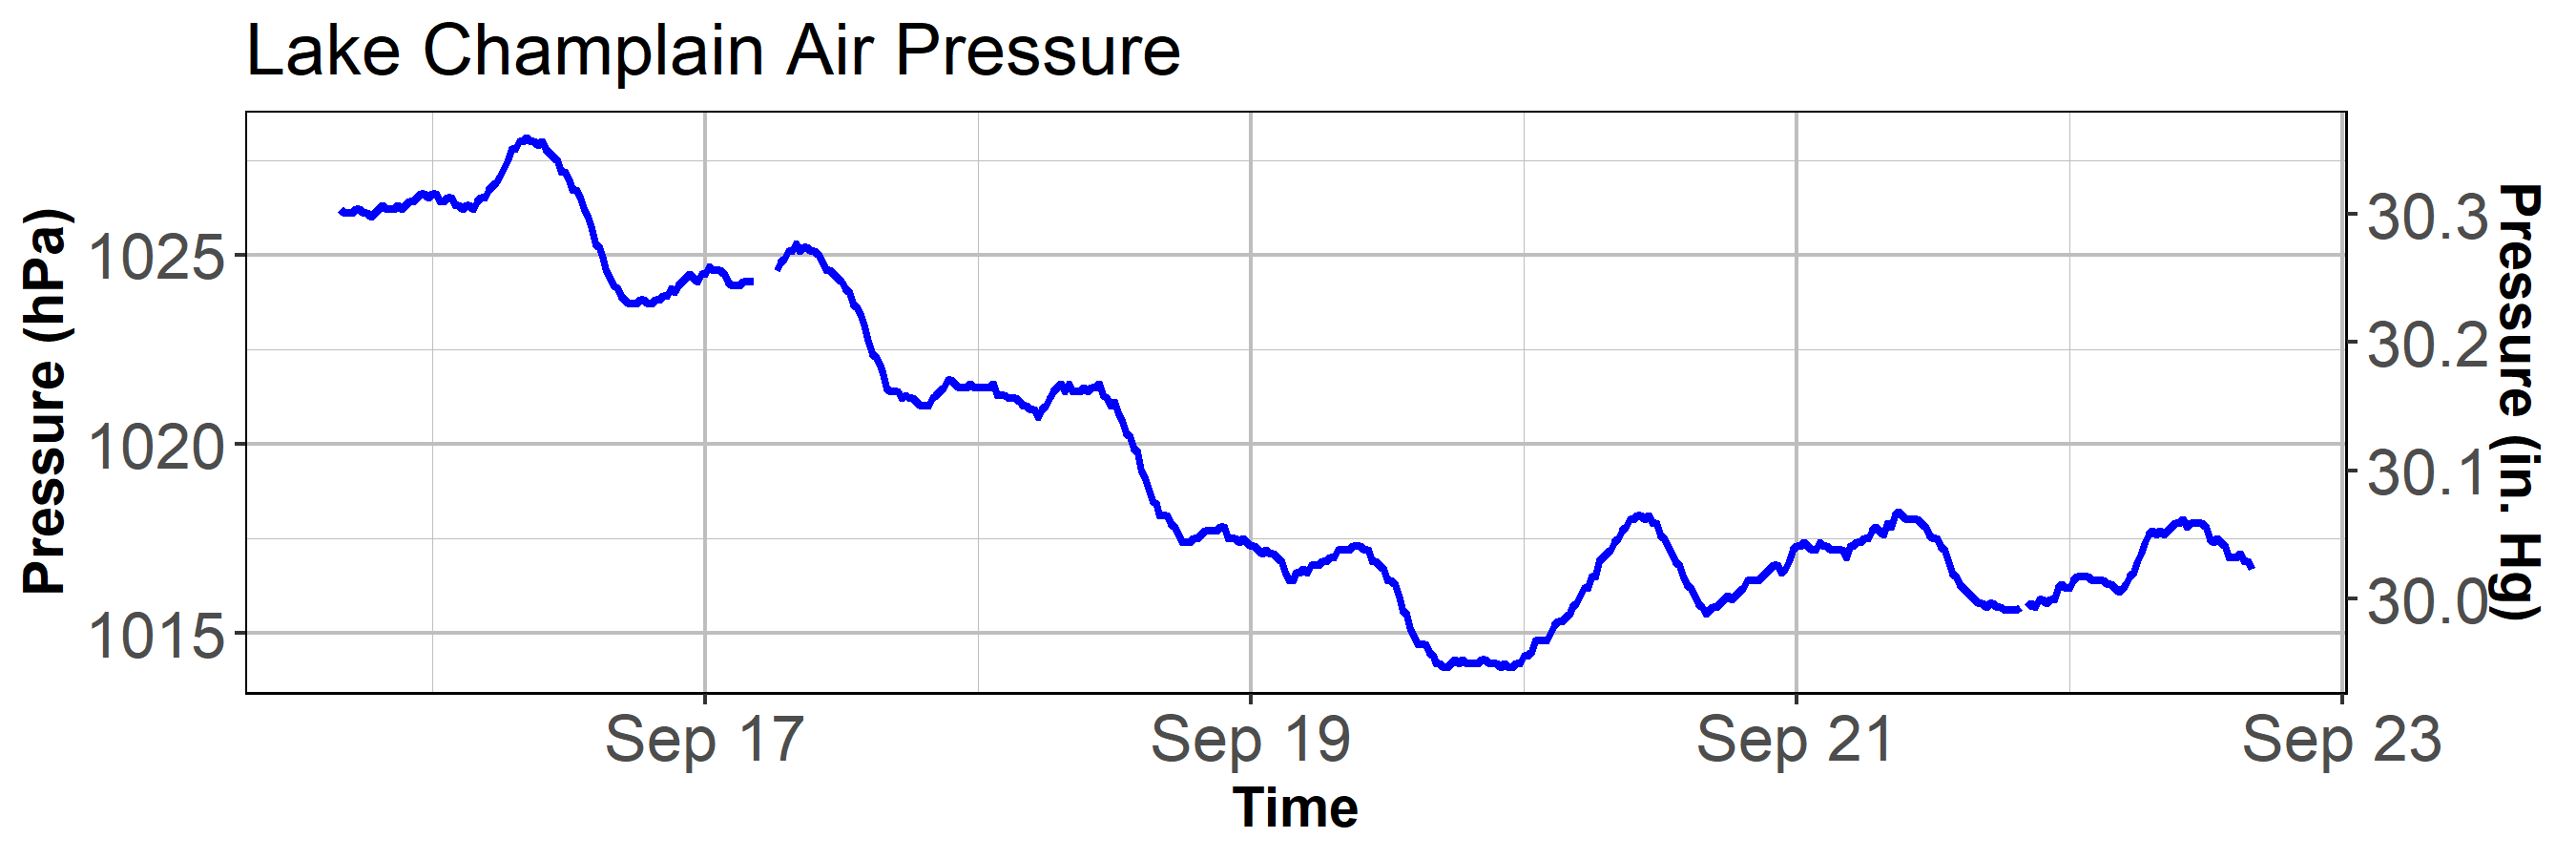 Lake Champlain Air Pressure
Pressure (hPa)
1025
1020
1015
30.3
30.2
30.1
30.0
Pressure (in. Hg)
Sep 17
Sep 19
Sep 21
Sep 23
Time